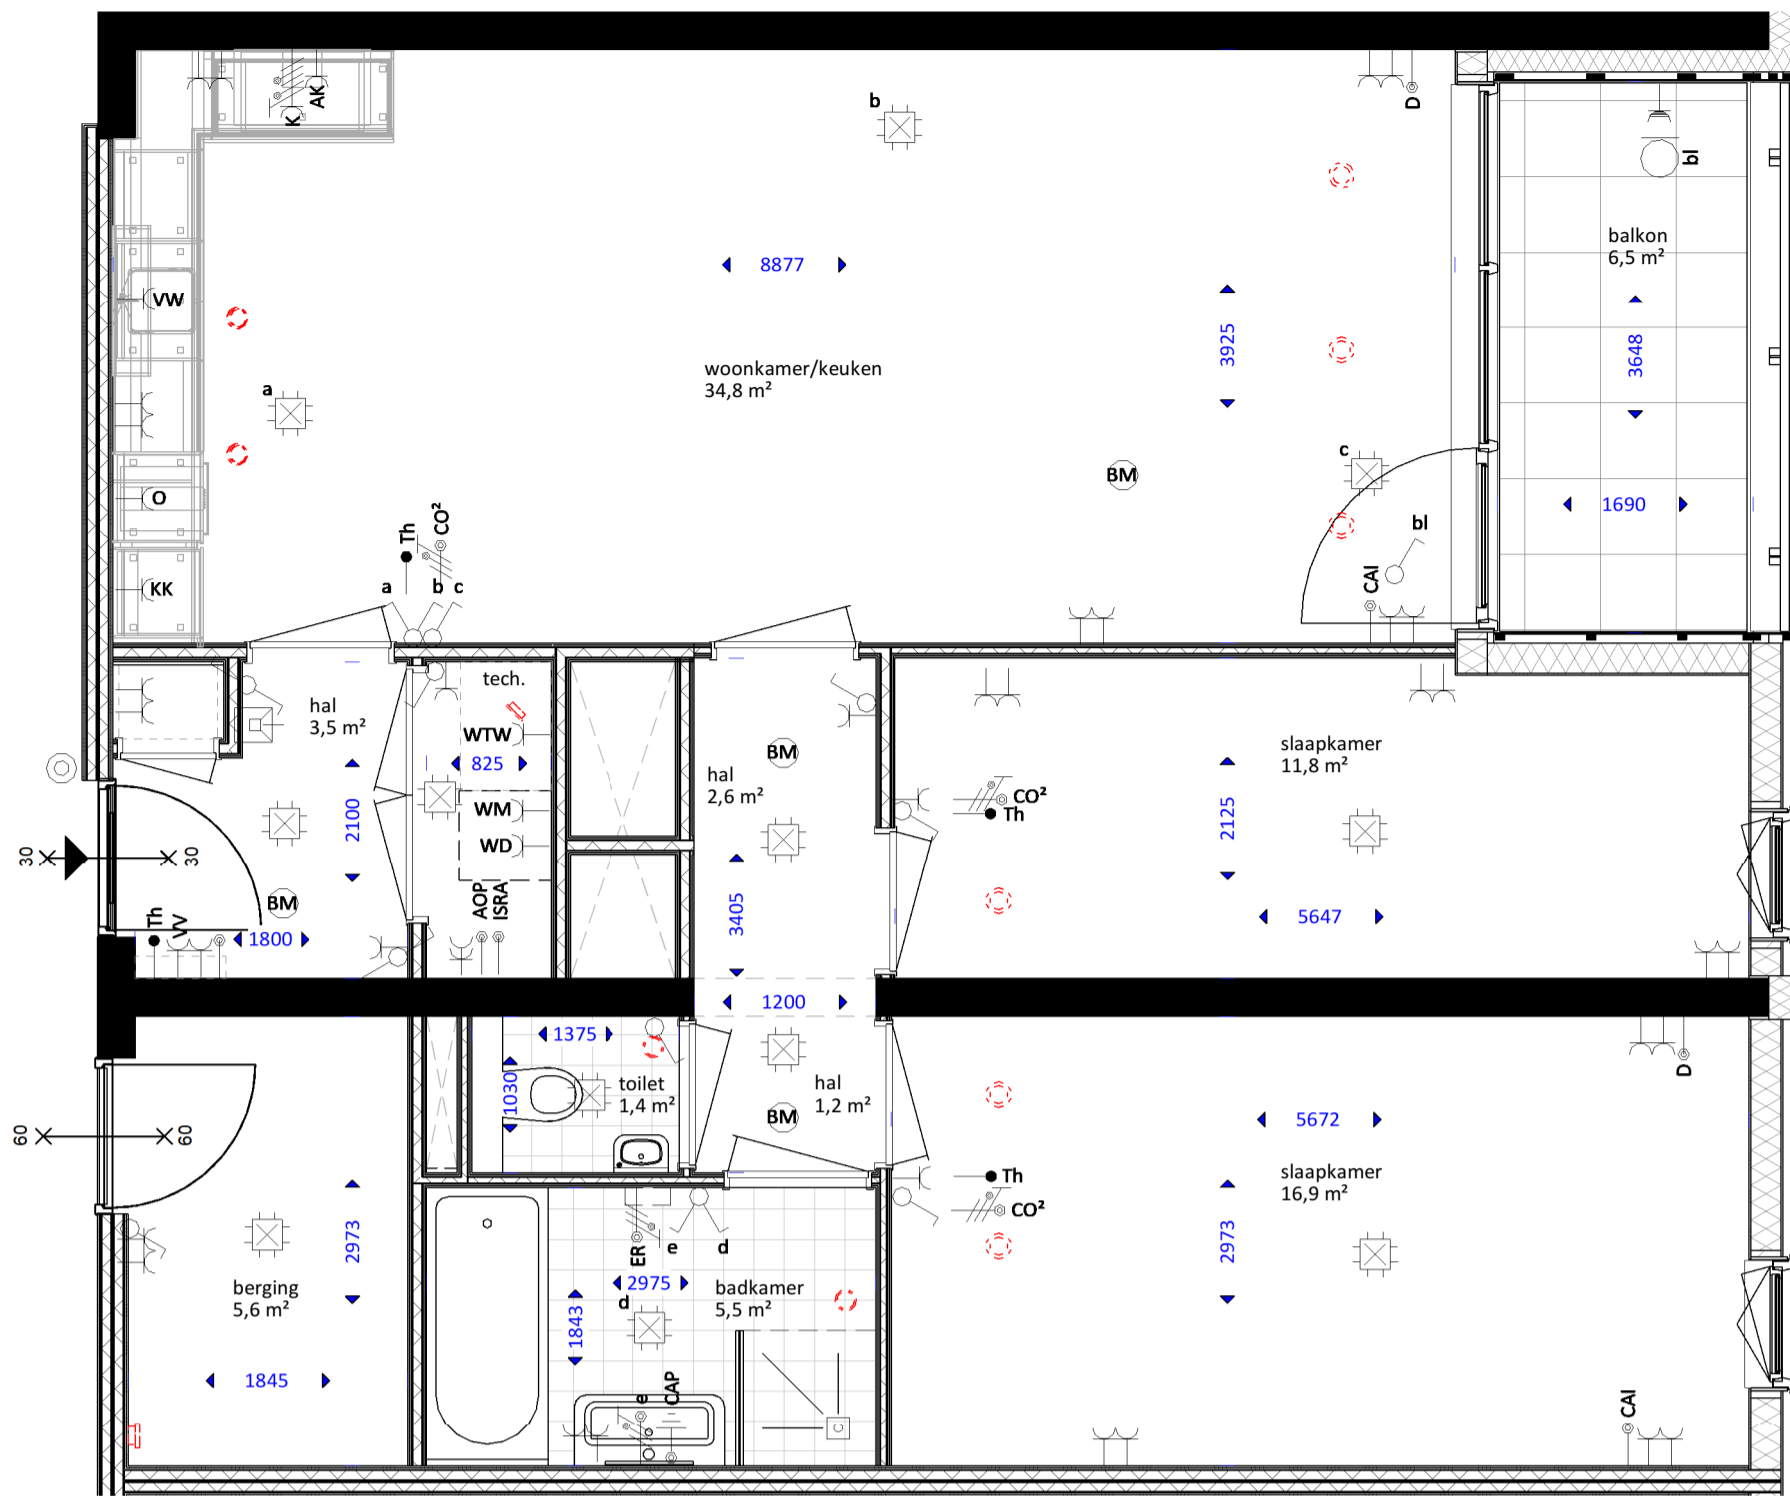 AK
K
b
D
bl
balkon
6,5 m²
8877
VW
3925
3648
woonkamer/keuken
34,8 m²
a
c
BM
1690
O
Th
CO²
bl
KK
a
b
c
CAI
hal
3,5 m²
tech.
WTW
825
BM
slaapkamer
11,8 m²
hal
2,6 m²
CO²
Th
2100
WM
2125
WD
30
30
AOP
ISRA
BM
Th
VV
1800
3405
5647
1200
1375
1030
toilet
1,4 m²
hal
1,2 m²
BM
D
5672
60
60
Th
slaapkamer
16,9 m²
CO²
2973
ER
e
d
2973
berging
5,6 m²
2975
badkamer
5,5 m²
d
1843
1845
e
CAP
CAI